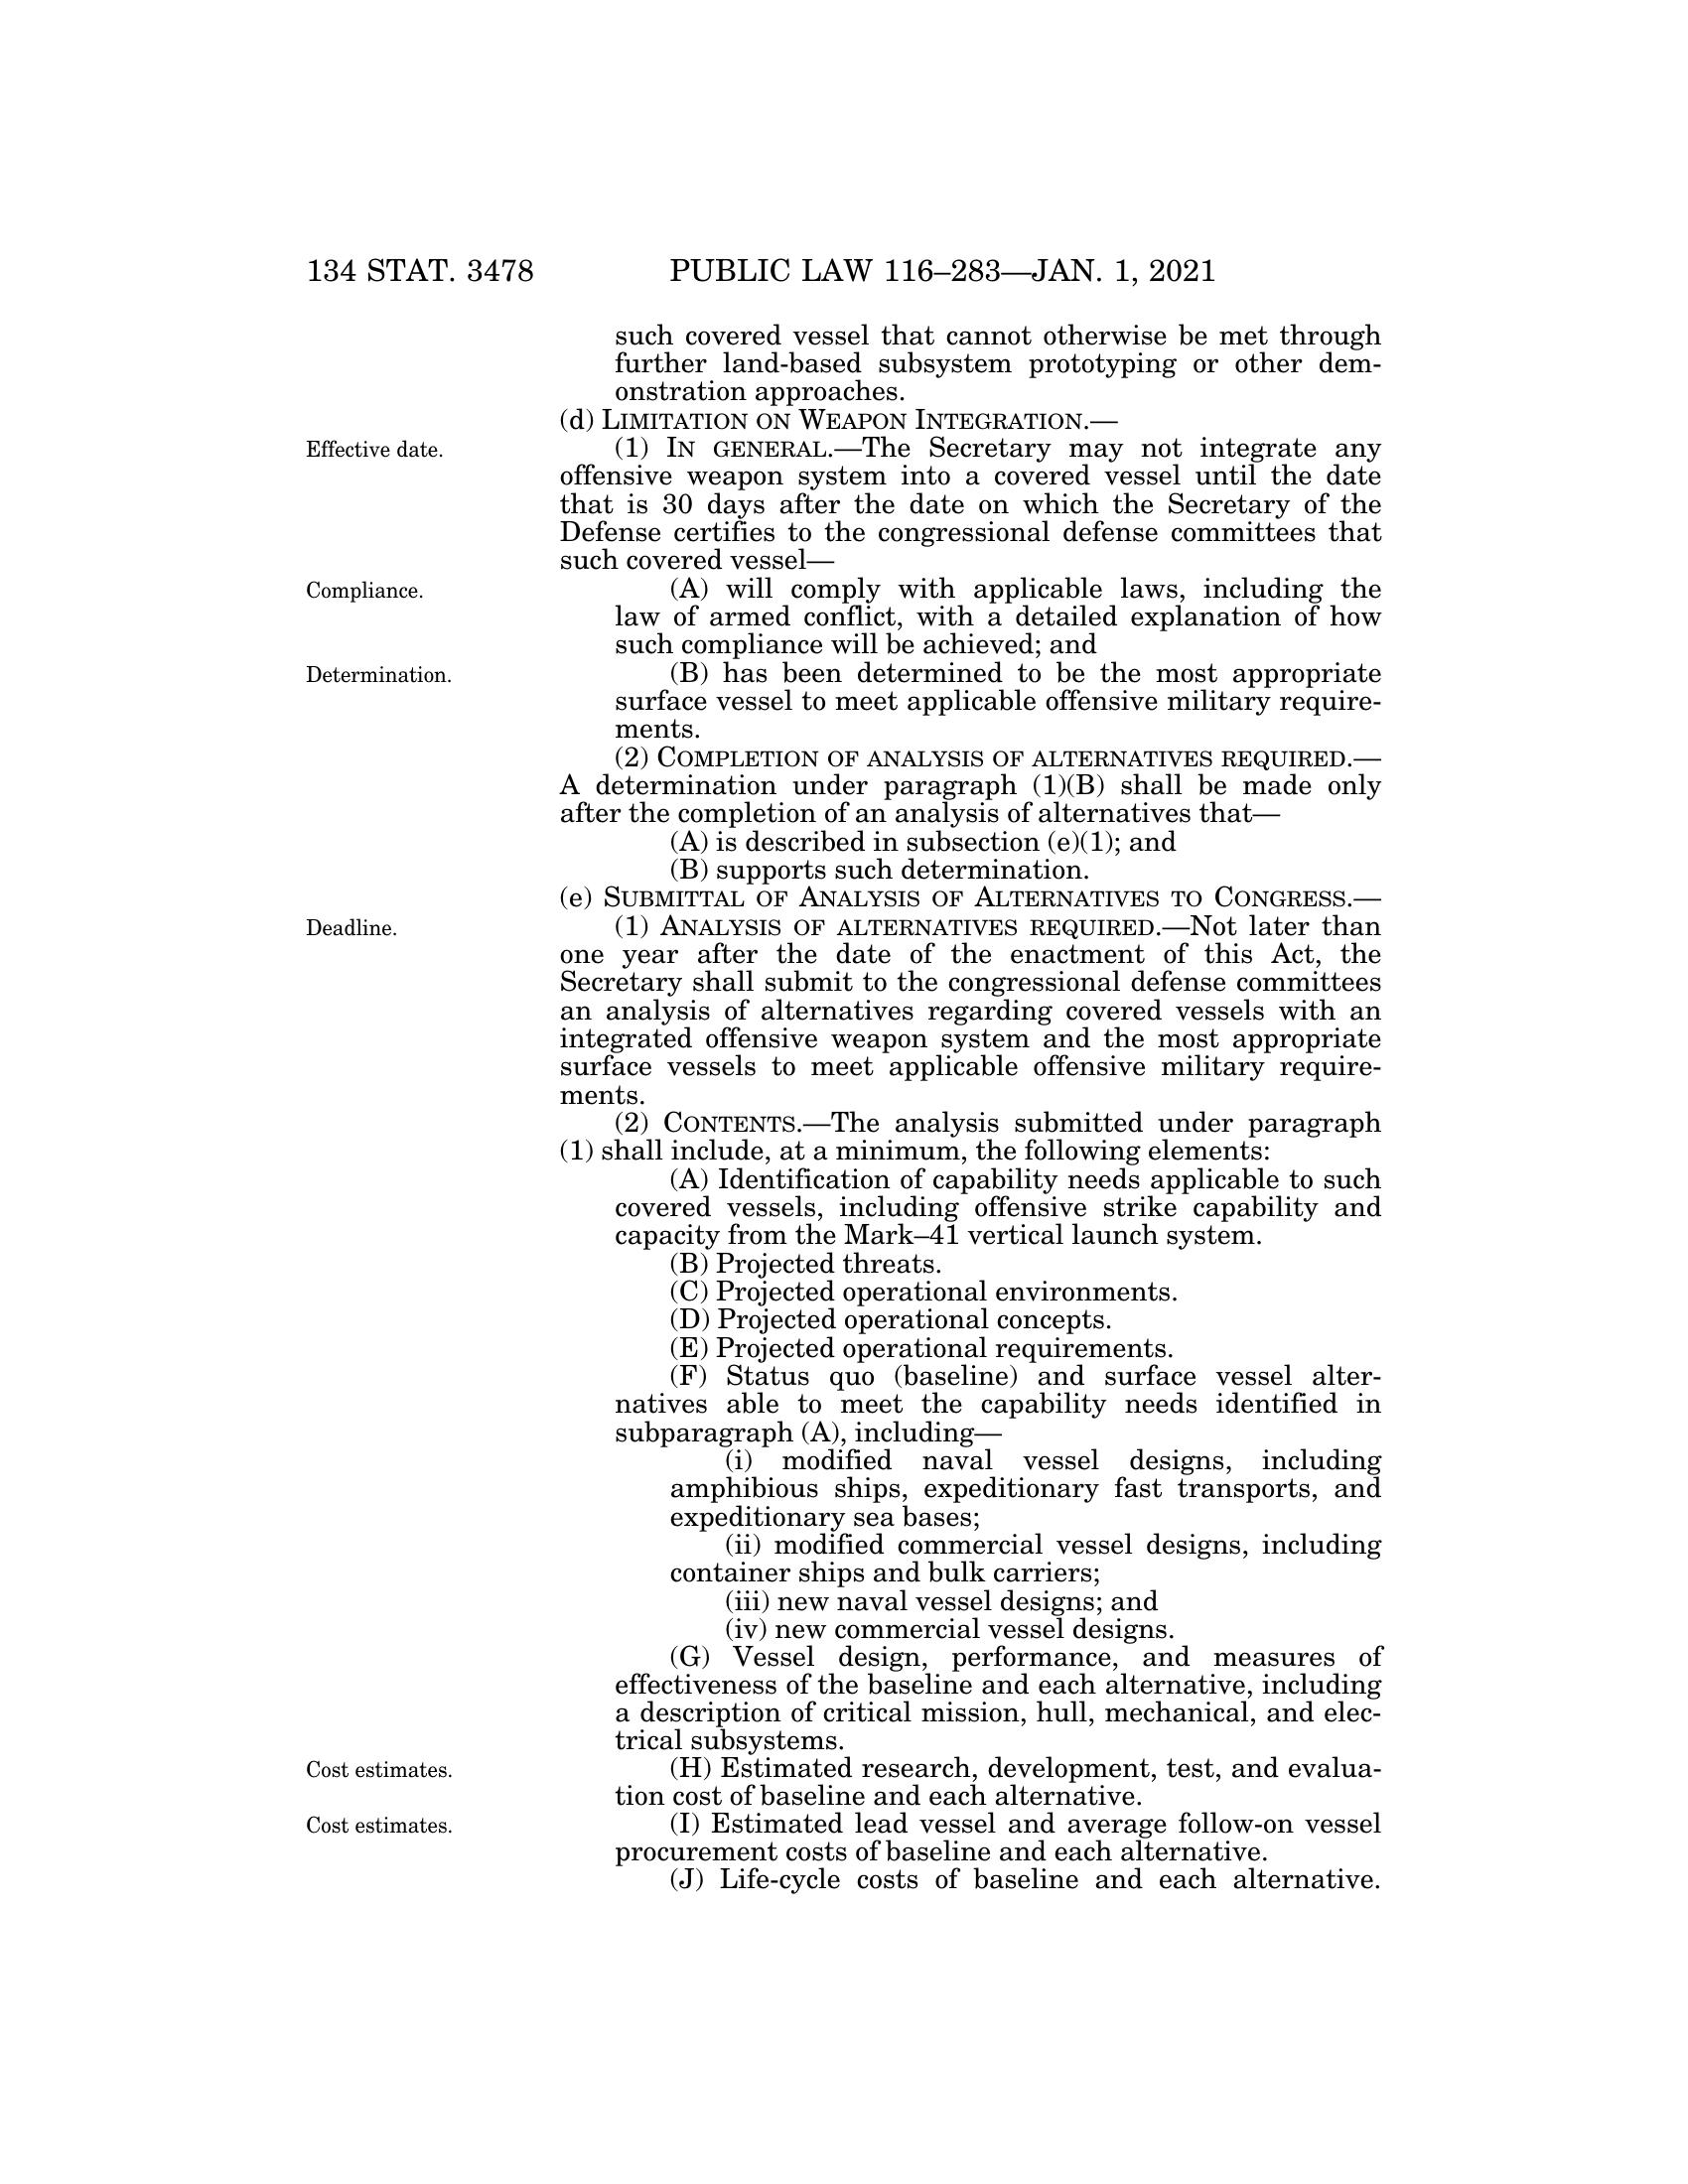 134 STAT. 3478 PUBLIC LAW 116–283—JAN. 1, 2021
such covered vessel that cannot otherwise be met through
further land-based subsystem prototyping or other dem-
onstration approaches.
(d) LIMITATION ON WEAPON INTEGRATION.—
Effective date.
(1) IN GENERAL.—The Secretary may not integrate any
offensive weapon system into a covered vessel until the date
that is 30 days after the date on which the Secretary of the
Defense certifies to the congressional defense committees that
such covered vessel—
Compliance.
(A) will comply with applicable laws, including the
law of armed conflict, with a detailed explanation of how
such compliance will be achieved; and
Determination.
(B) has been determined to be the most appropriate
surface vessel to meet applicable offensive military require-
ments.
(2) COMPLETION OF ANALYSIS OF ALTERNATIVES REQUIRED.—
A determination under paragraph (1)(B) shall be made only
after the completion of an analysis of alternatives that—
(A) is described in subsection (e)(1); and
(B) supports such determination.
(e) SUBMITTAL OF ANALYSIS OF ALTERNATIVES TO CONGRESS.—
Deadline.
(1) ANALYSIS OF ALTERNATIVES REQUIRED.—Not later than
one year after the date of the enactment of this Act, the
Secretary shall submit to the congressional defense committees
an analysis of alternatives regarding covered vessels with an
integrated offensive weapon system and the most appropriate
surface vessels to meet applicable offensive military require-
ments.
(2) CONTENTS.—The analysis submitted under paragraph
(1) shall include, at a minimum, the following elements:
(A) Identification of capability needs applicable to such
covered vessels, including offensive strike capability and
capacity from the Mark–41 vertical launch system.
(B) Projected threats.
(C) Projected operational environments.
(D) Projected operational concepts.
(E) Projected operational requirements.
(F) Status quo (baseline) and surface vessel alter-
natives able to meet the capability needs identified in
subparagraph (A), including—
(i) modified naval vessel designs, including
amphibious ships, expeditionary fast transports, and
expeditionary sea bases;
(ii) modified commercial vessel designs, including
container ships and bulk carriers;
(iii) new naval vessel designs; and
(iv) new commercial vessel designs.
(G) Vessel design, performance, and measures of
effectiveness of the baseline and each alternative, including
a description of critical mission, hull, mechanical, and elec-
trical subsystems.
Cost estimates.
(H) Estimated research, development, test, and evalua-
tion cost of baseline and each alternative.
Cost estimates.
(I) Estimated lead vessel and average follow-on vessel
procurement costs of baseline and each alternative.
(J) Life-cycle costs of baseline and each alternative.